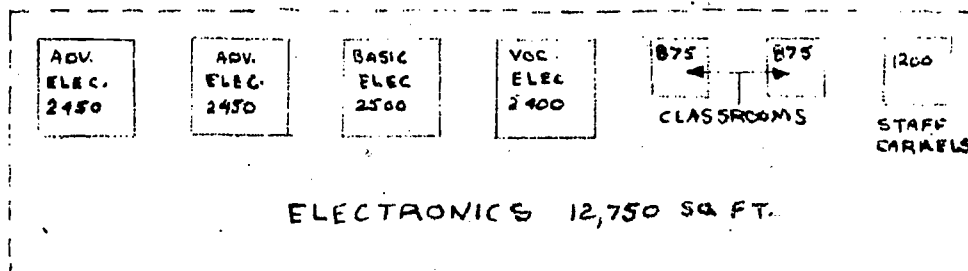 ADV.
ELEC.
2450
ADV.
ELEC.
2450
BASIC
ELEC
2500
VOC.
ELEC
2400
875
875
CLASSROOMS
1200
STAFF
CARRELS
ELECTRONICS 12,750 SQ FT.